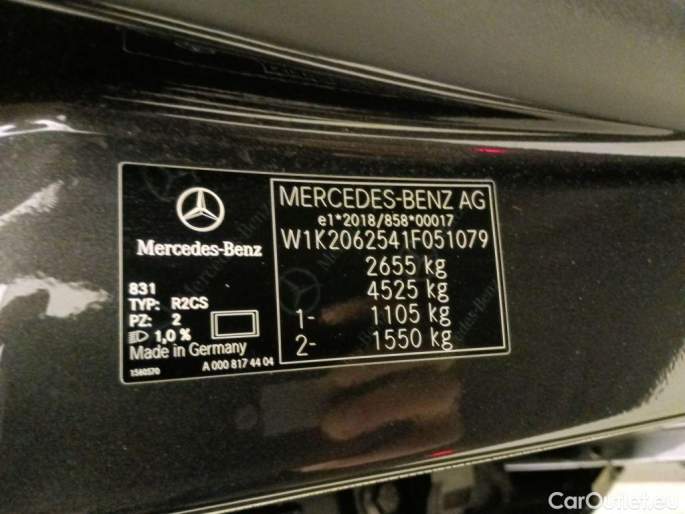 Mercedes-Benz
831
TYP: R2CS
PZ: 2
1,0 %
Made in Germany
1580570
A 000 817 44 04
MERCEDES-BENZ AG
e1*2018/858*00017
W1K2062541F051079
2655 kg
4525 kg
1- 1105 kg
2- 1550 kg
CarOutlet.eu